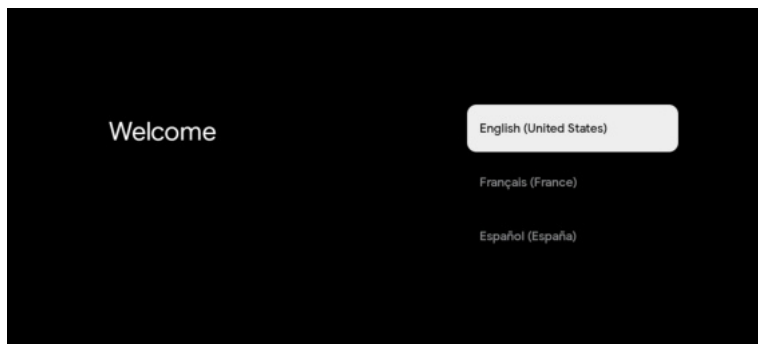 Welcome
English (United States)
Français (France)
Español (España)